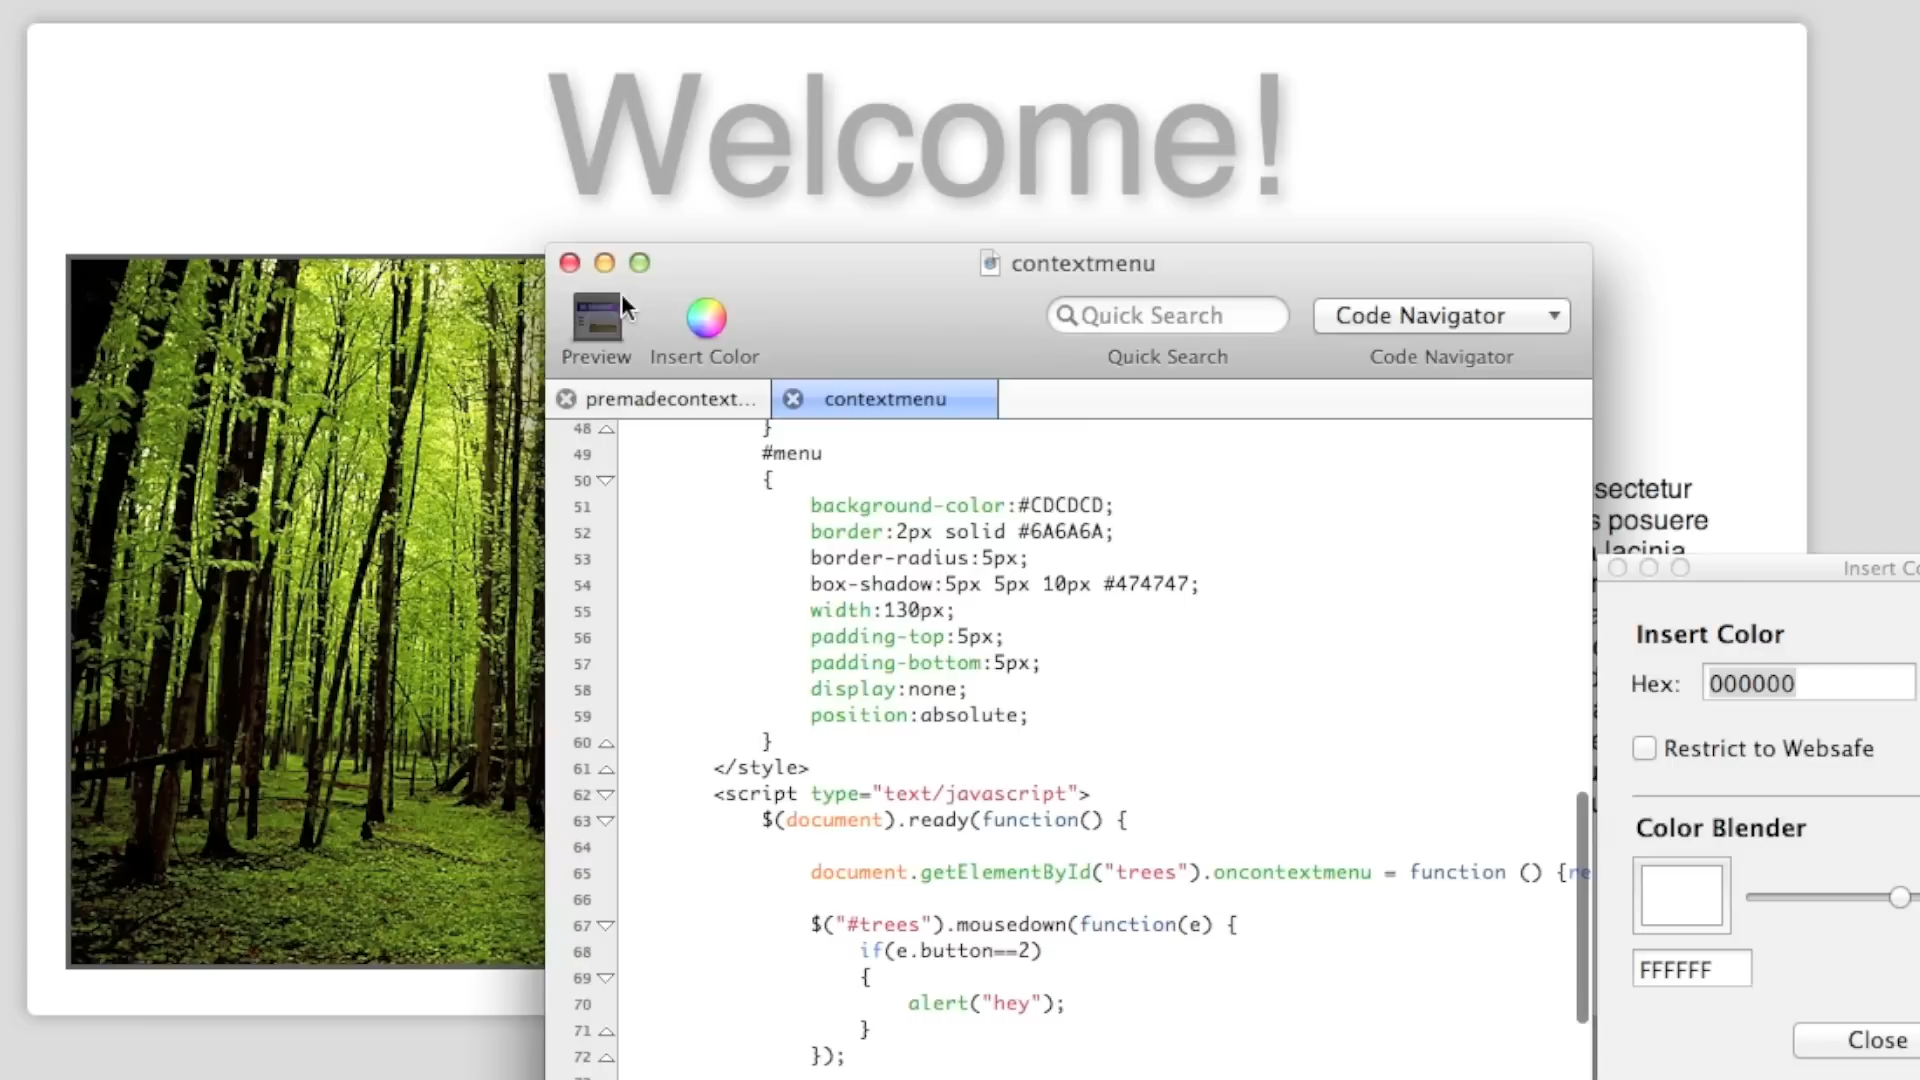 Welcome!
contextmenu
Quick Search
Code Navigator
Preview
Insert Color
Quick Search
Code Navigator
premadecontext...
contextmenu
48 }
49 #menu
50 {
51 background-color:#CDCDCD;
52 border:2px solid #6A6A6A;
53 border-radius:5px;
54 box-shadow:5px 5px 10px #474747;
55 width:130px;
56 padding-top:5px;
57 padding-bottom:5px;
58 display:none;
59 position:absolute;
60 }
61 </style>
62 <script type="text/javascript">
63 $(document).ready(function() {
64
65 document.getElementById("trees").oncontextmenu = function () {re
66
67 $("#trees").mousedown(function(e) {
68 if(e.button==2)
69 {
70 alert("hey");
71 }
72 });
sectetur
s posuere
lacinia
Insert Co
Insert Color
Hex: 000000
Restrict to Websafe
Color Blender
FFFFFF
Close